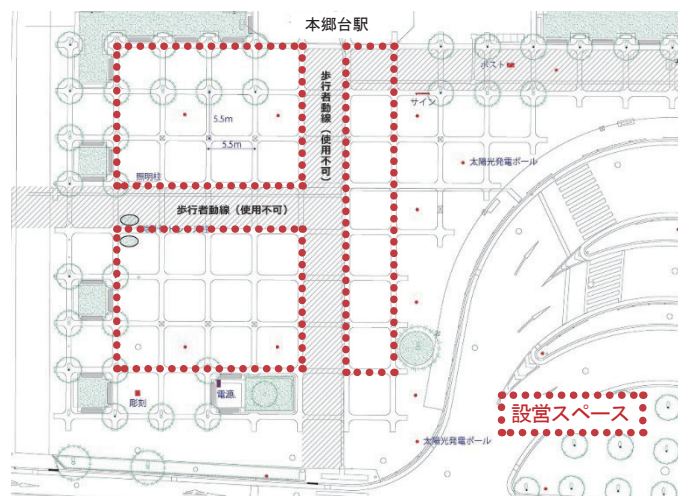 本郷台駅
ポスト
サイン
歩行者動線（使用不可）
5.5m
5.5m
太陽光発電ポール
照明柱
歩行者動線（使用不可）
彫刻
電源
設営スペース
太陽光発電ポール